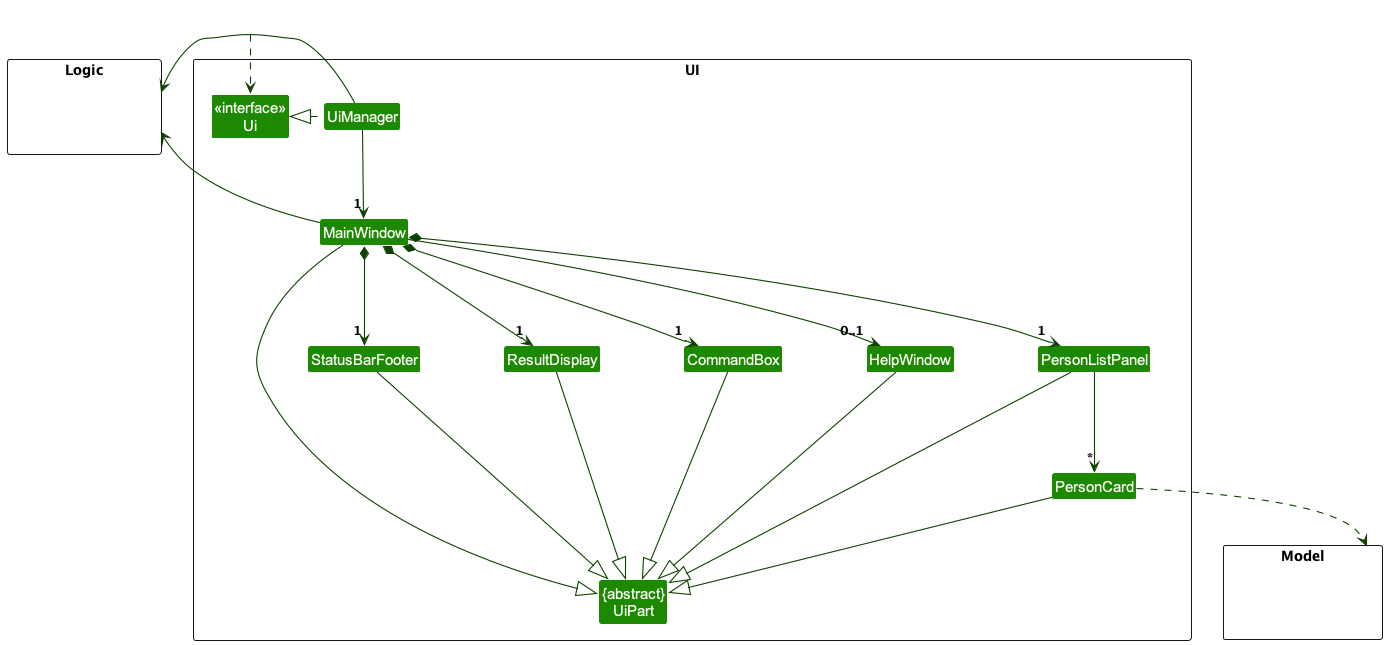 Logic
UI
«interface»
Ui
UiManager
1
MainWindow
1
1
1
0..1
1
StatusBarFooter
ResultDisplay
CommandBox
HelpWindow
PersonListPanel
*
PersonCard
Model
{abstract}
UiPart